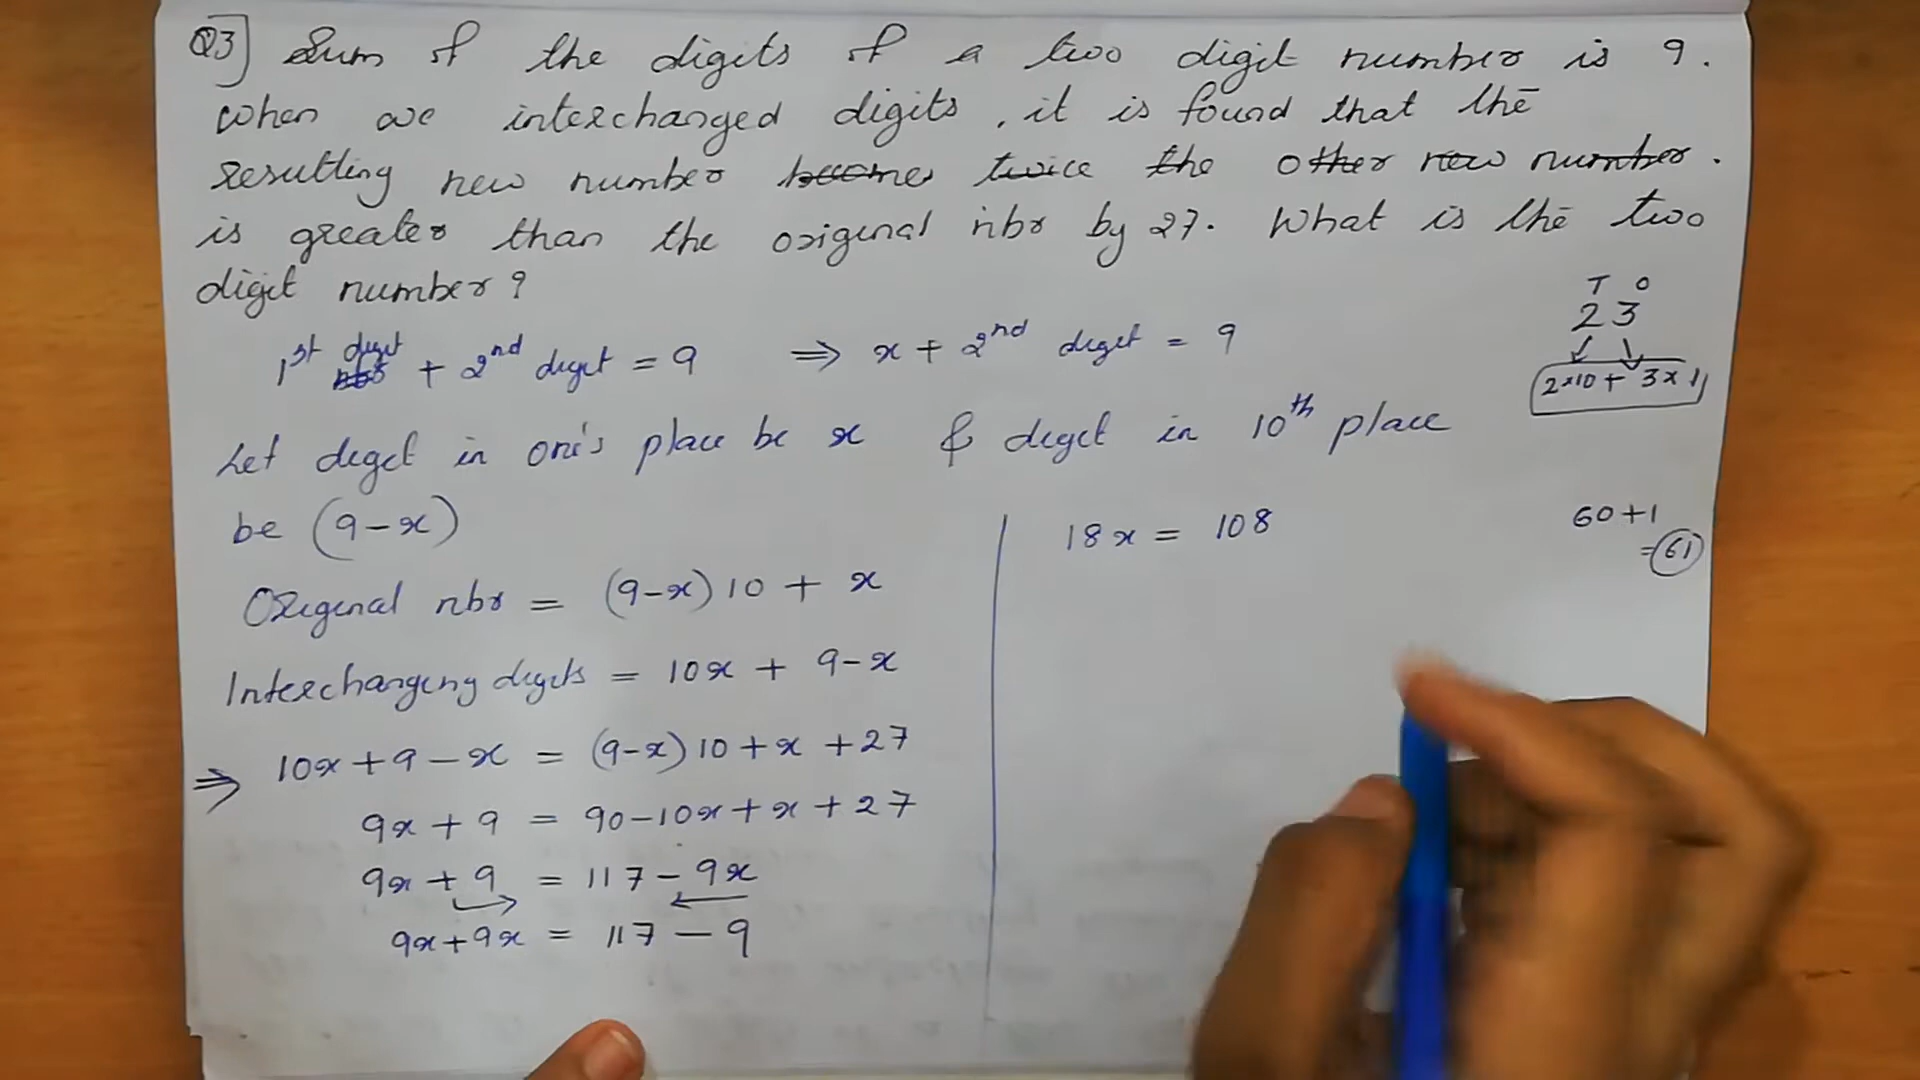 Q3] Sum of the digits of a two digit number is 9.
When we interchanged digits, it is found that the
resulting new number becomes twice the other new number.
is greater than the original nbr by 27. What is the two
digit number?
T O
2 3
2×10 + 3×1
1st digit + 2nd digit = 9 ⇒ x + 2nd diget = 9
Let diget in one's place be x & diget in 10th place
be (9-x)
Original nbr = (9-x)10 + x
Interchanging digits = 10x + 9-x
⇒ 10x+9-x = (9-x)10+x+27
9x+9 = 90-10x+x+27
9x+9 = 117-9x
9x+9x = 117-9
18x = 108
60+1
=61